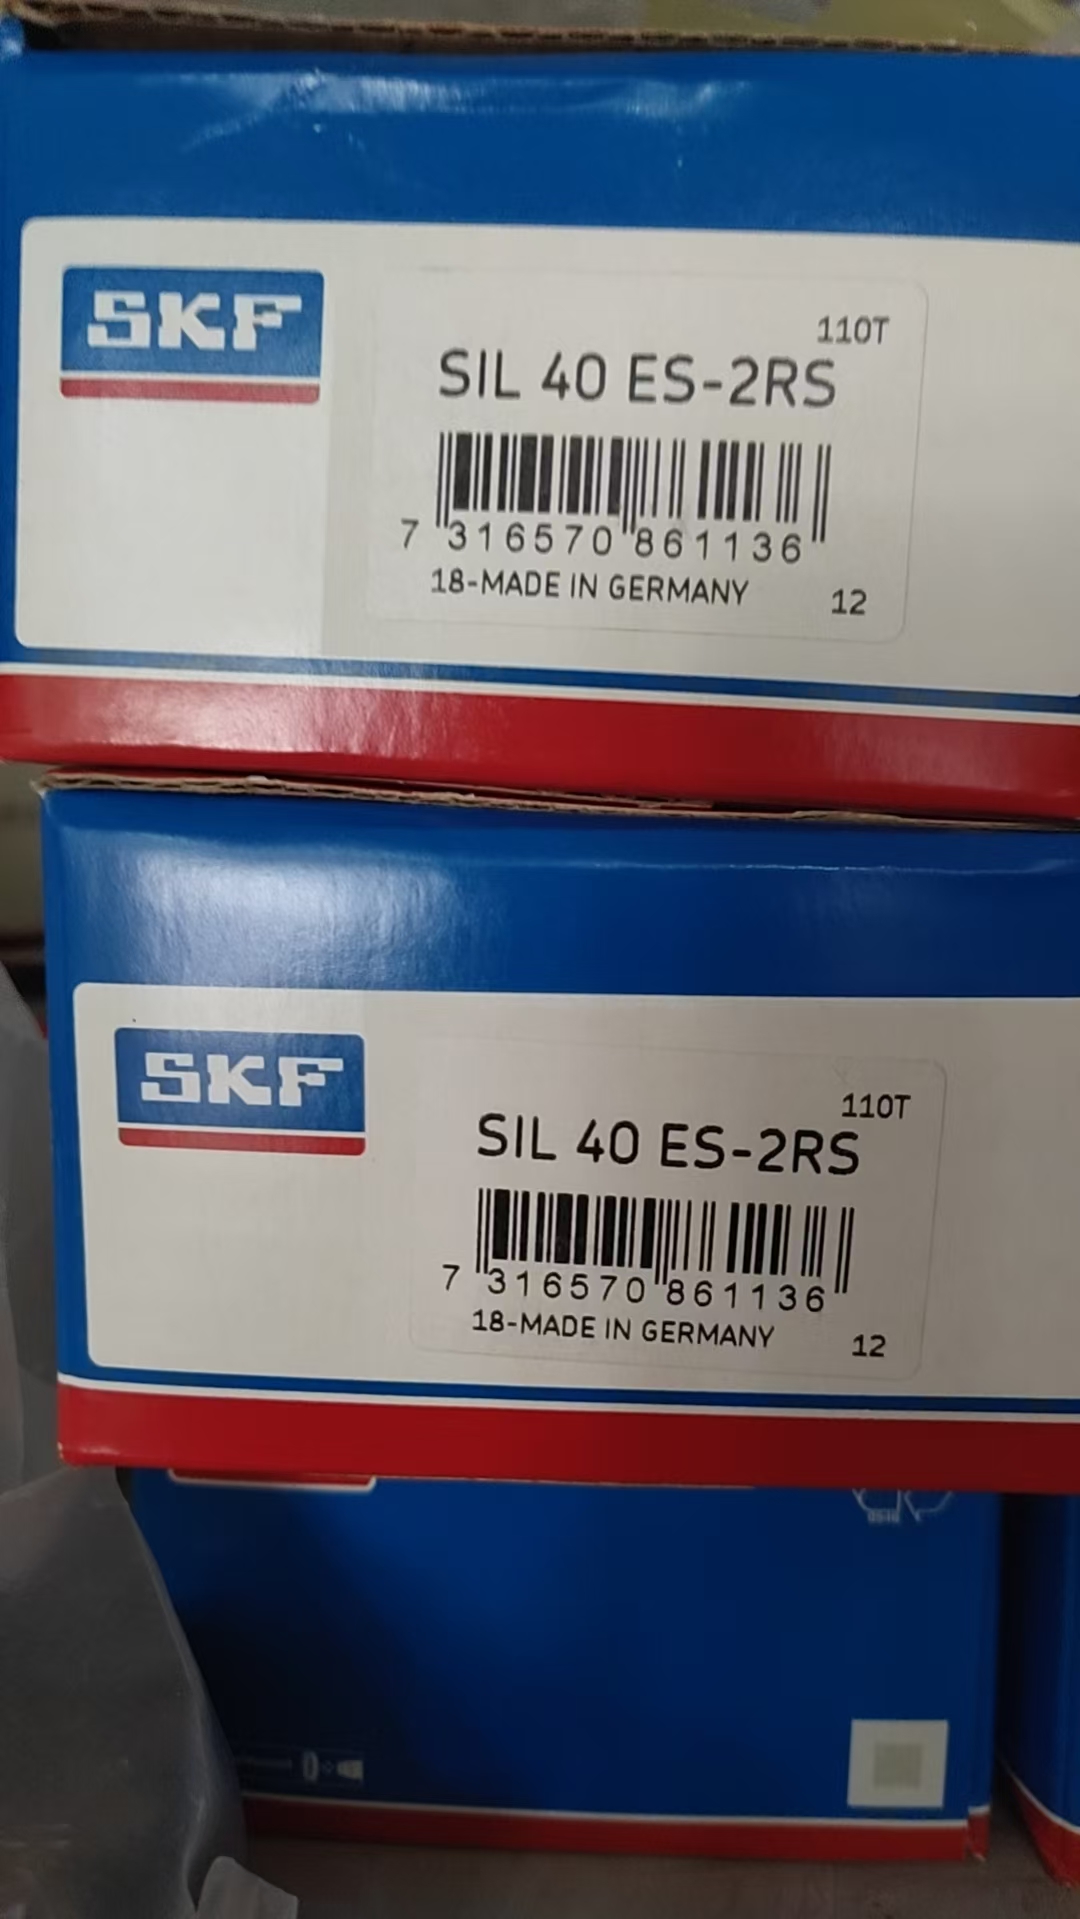 SKF
110T
SIL 40 ES-2RS
7 316570 861136
18-MADE IN GERMANY
12
SKF
110T
SIL 40 ES-2RS
7 316570 861136
18-MADE IN GERMANY
12